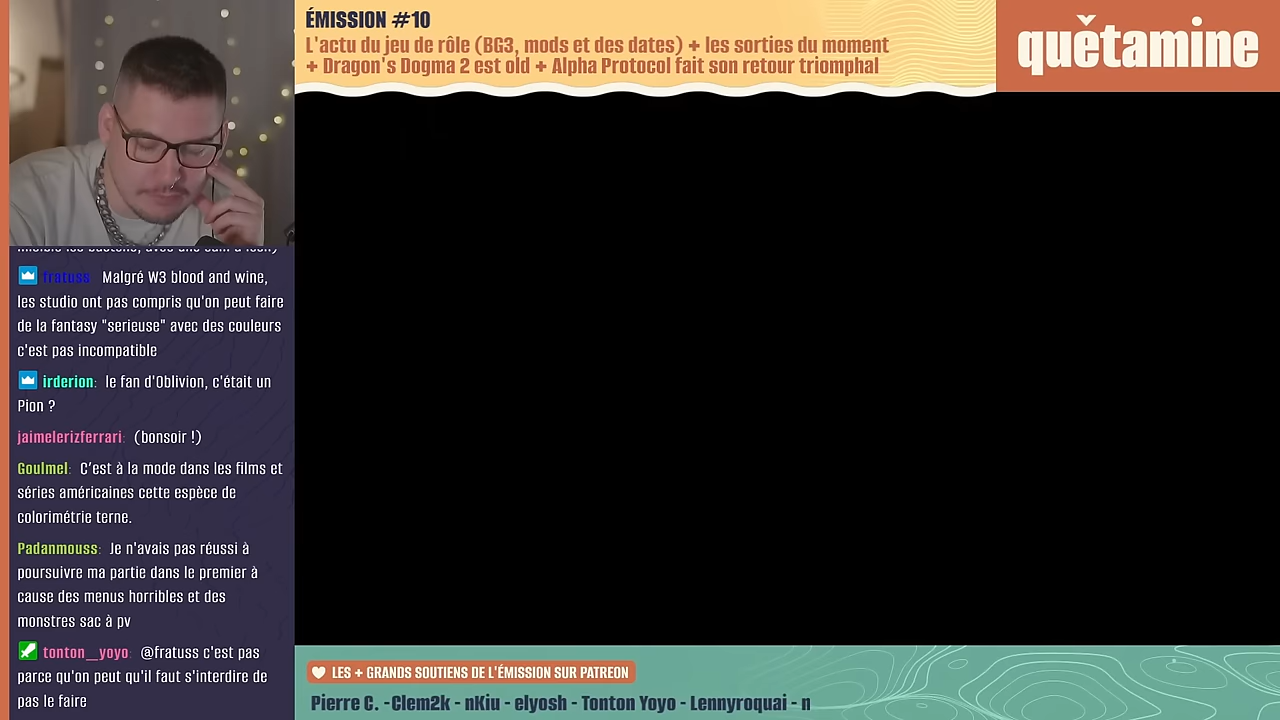 ÉMISSION #10
L'actu du jeu de rôle (BG3, mods et des dates) + les sorties du moment
+ Dragon's Dogma 2 est old + Alpha Protocol fait son retour triomphal
quětamine
fratuss Malgré W3 blood and wine,
les studio ont pas compris qu'on peut faire
de la fantasy "serieuse" avec des couleurs
c'est pas incompatible
irderion: le fan d'Oblivion, c'était un
Pion ?
jaimelerizferrari: (bonsoir !)
Goulmel: C'est à la mode dans les films et
séries américaines cette espèce de
colorimétrie terne.
Padanmouss: Je n'avais pas réussi à
poursuivre ma partie dans le premier à
cause des menus horribles et des
monstres sac à pv
tonton_yoyo: @fratuss c'est pas
parce qu'on peut qu'il faut s'interdire de
pas le faire
LES + GRANDS SOUTIENS DE L'ÉMISSION SUR PATREON
Pierre C. -Clem2k - nKiu - elyosh - Tonton Yoyo - Lennyroquai - n